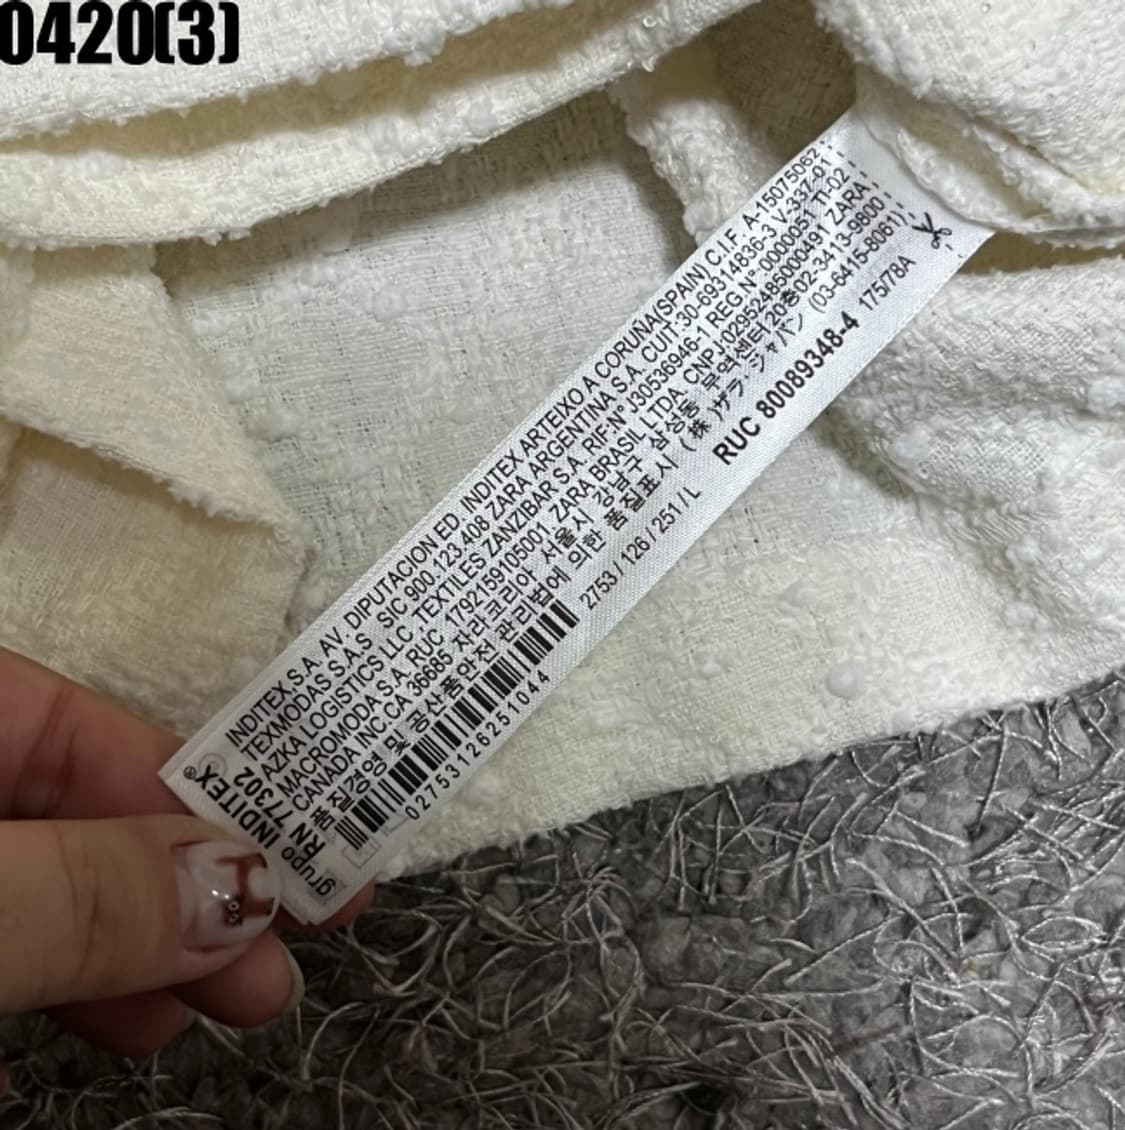 0420(3)
INDITEX,S.A. AV. DIPUTACION ED. INDITEX ARTEIXO A CORUÑA(SPAIN) C.I.F. A-15075062
TEXMODAS S.A.S SIC 900.123.408 ZARA ARGENTINA S.A. CUIT:30-69314836-3 V-337-01
AZKA LOGISTICS LLC, TEXTILES ZANZIBAR S.A. RIF:Nº J30536946-1 REG.Nº 0000051 TI-02
MACROMODA S.A. RUC 1792159105001 ZARA BRASIL LTDA. CNPJ:02952485000491 ZARA
CANADA INC.CA 36685 자라코리아 서울시 강남구 삼성동 무역센터20층02-3413-9800
품질경영 및 공산품안전 관리법에 의한 품질표시 (株)ザラ・ジャパン (03-6415-8061)
RUC 80089348-4 175/78A
2753 / 126 / 251 / L
02753126251044
grupo INDITEX®
RN 77302